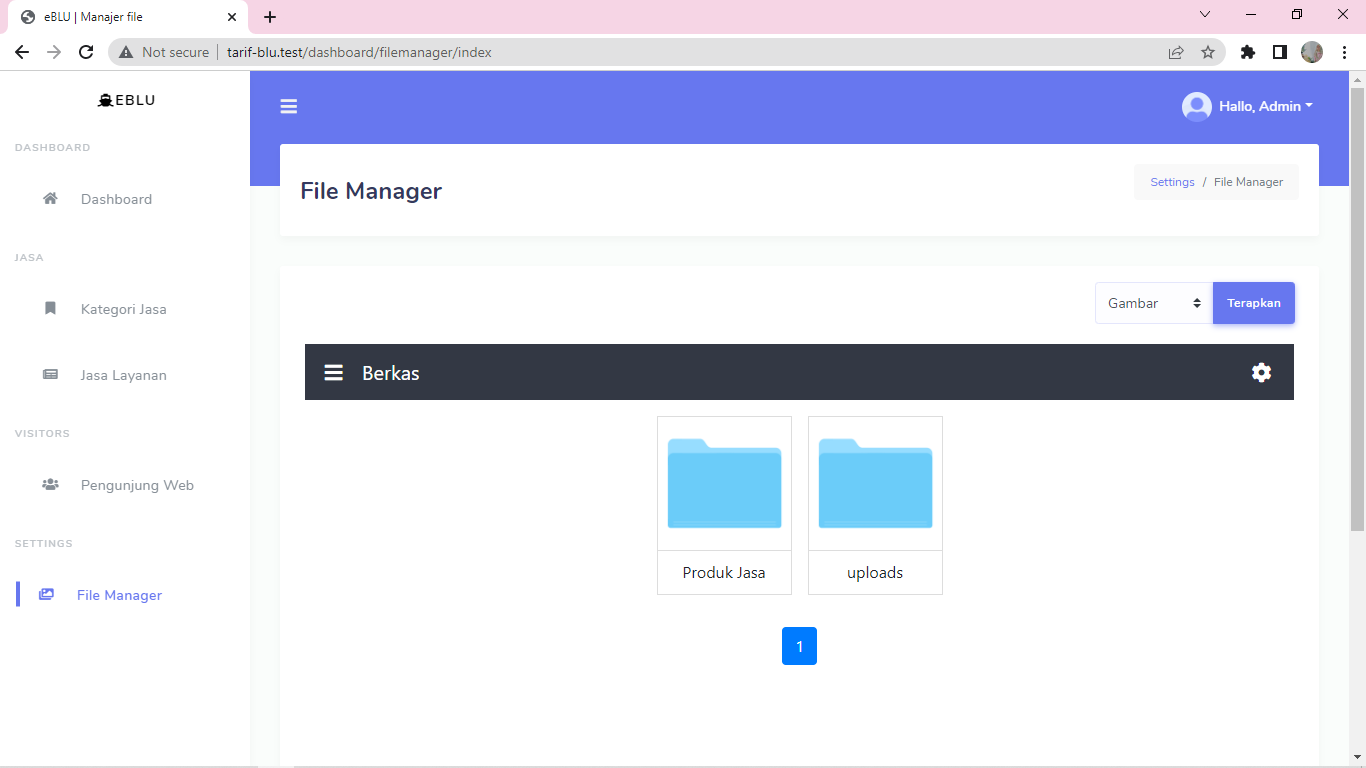 eBLU | Manajer file
Not secure
tarif-blu.test/dashboard/filemanager/index
EBLU
Hallo, Admin
DASHBOARD
Dashboard
JASA
Kategori Jasa
Jasa Layanan
VISITORS
Pengunjung Web
SETTINGS
File Manager
File Manager
Settings / File Manager
Gambar
Terapkan
Berkas
Produk Jasa
uploads
1